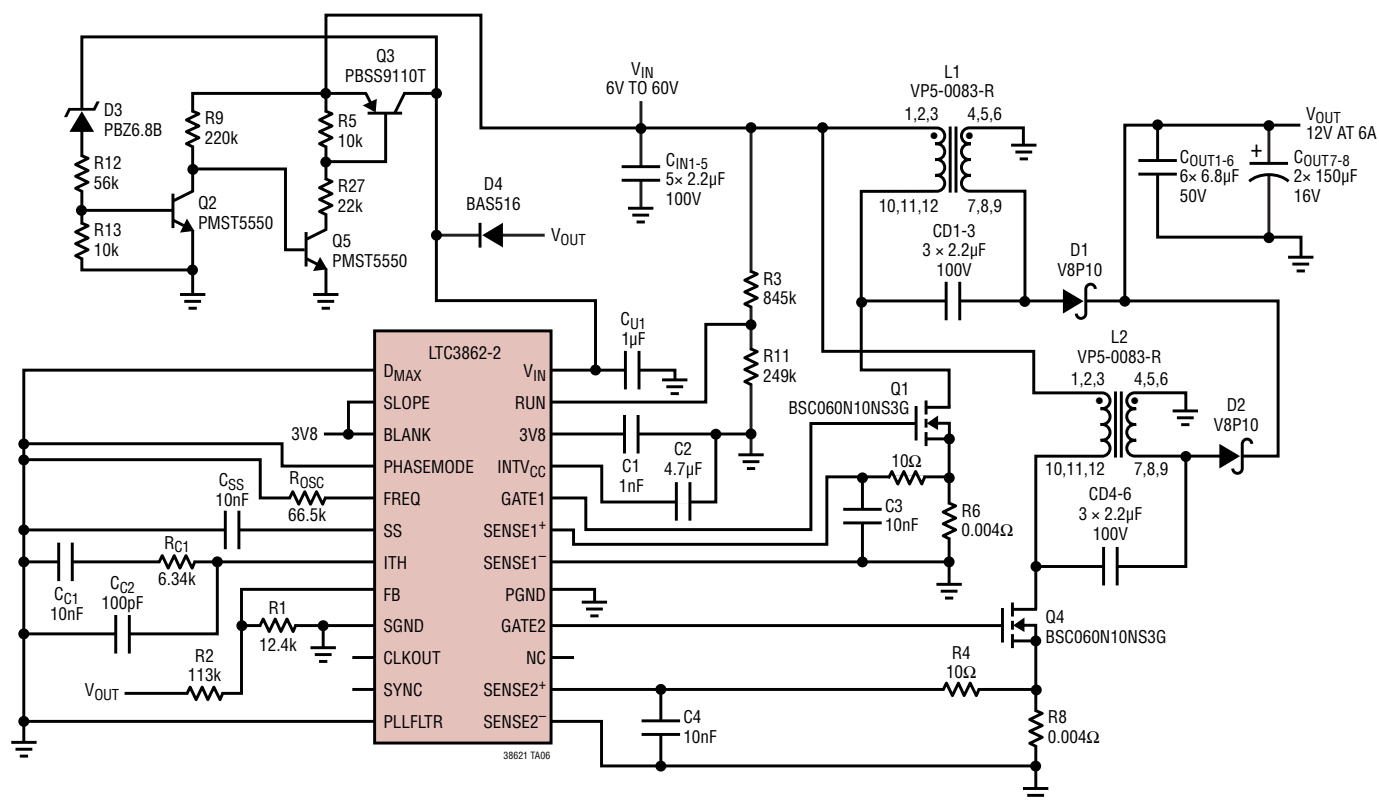 Q3
PBSS9110T
D3
PBZ6.8B
R9
220k
R5
10k
R12
56k
R27
22k
Q2
PMST5550
R13
10k
Q5
PMST5550
D4
BAS516
VOUT
VIN
6V TO 60V
CIN1-5
5× 2.2µF
100V
L1
VP5-0083-R
1,2,3
4,5,6
10,11,12
7,8,9
CD1-3
3 × 2.2µF
100V
D1
V8P10
VOUT
12V AT 6A
COUT1-6
6× 6.8µF
50V
+
COUT7-8
2× 150µF
16V
R3
845k
R11
249k
L2
VP5-0083-R
1,2,3
4,5,6
10,11,12
7,8,9
D2
V8P10
CD4-6
3 × 2.2µF
100V
CU1
1µF
Q1
BSC060N10NS3G
LTC3862-2
DMAX
SLOPE
BLANK
PHASEMODE
FREQ
SS
ITH
FB
SGND
CLKOUT
SYNC
PLLFLTR
VIN
RUN
3V8
INTVCC
GATE1
SENSE1+
SENSE1–
PGND
GATE2
NC
SENSE2+
SENSE2–
3V8
CSS
10nF
ROSC
66.5k
RC1
6.34k
CC1
10nF
CC2
100pF
R1
12.4k
R2
113k
VOUT
C1
1nF
C2
4.7µF
10Ω
C3
10nF
R6
0.004Ω
Q4
BSC060N10NS3G
R4
10Ω
C4
10nF
R8
0.004Ω
38621 TA06